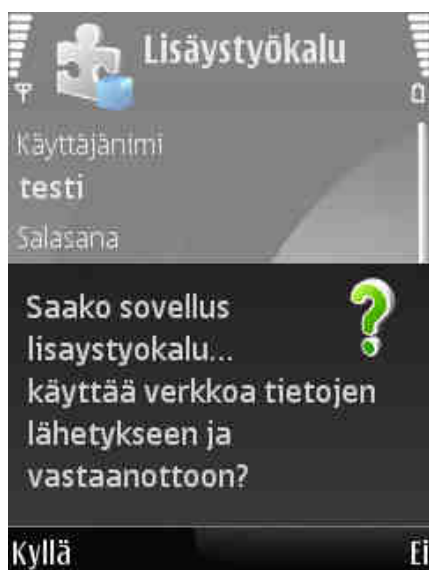 Lisäystyökalu
Käyttäjänimi
testi
Salasana
Saako sovellus
lisaystyokalu...
käyttää verkkoa tietojen
lähetykseen ja
vastaanottoon?
Kyllä Ei